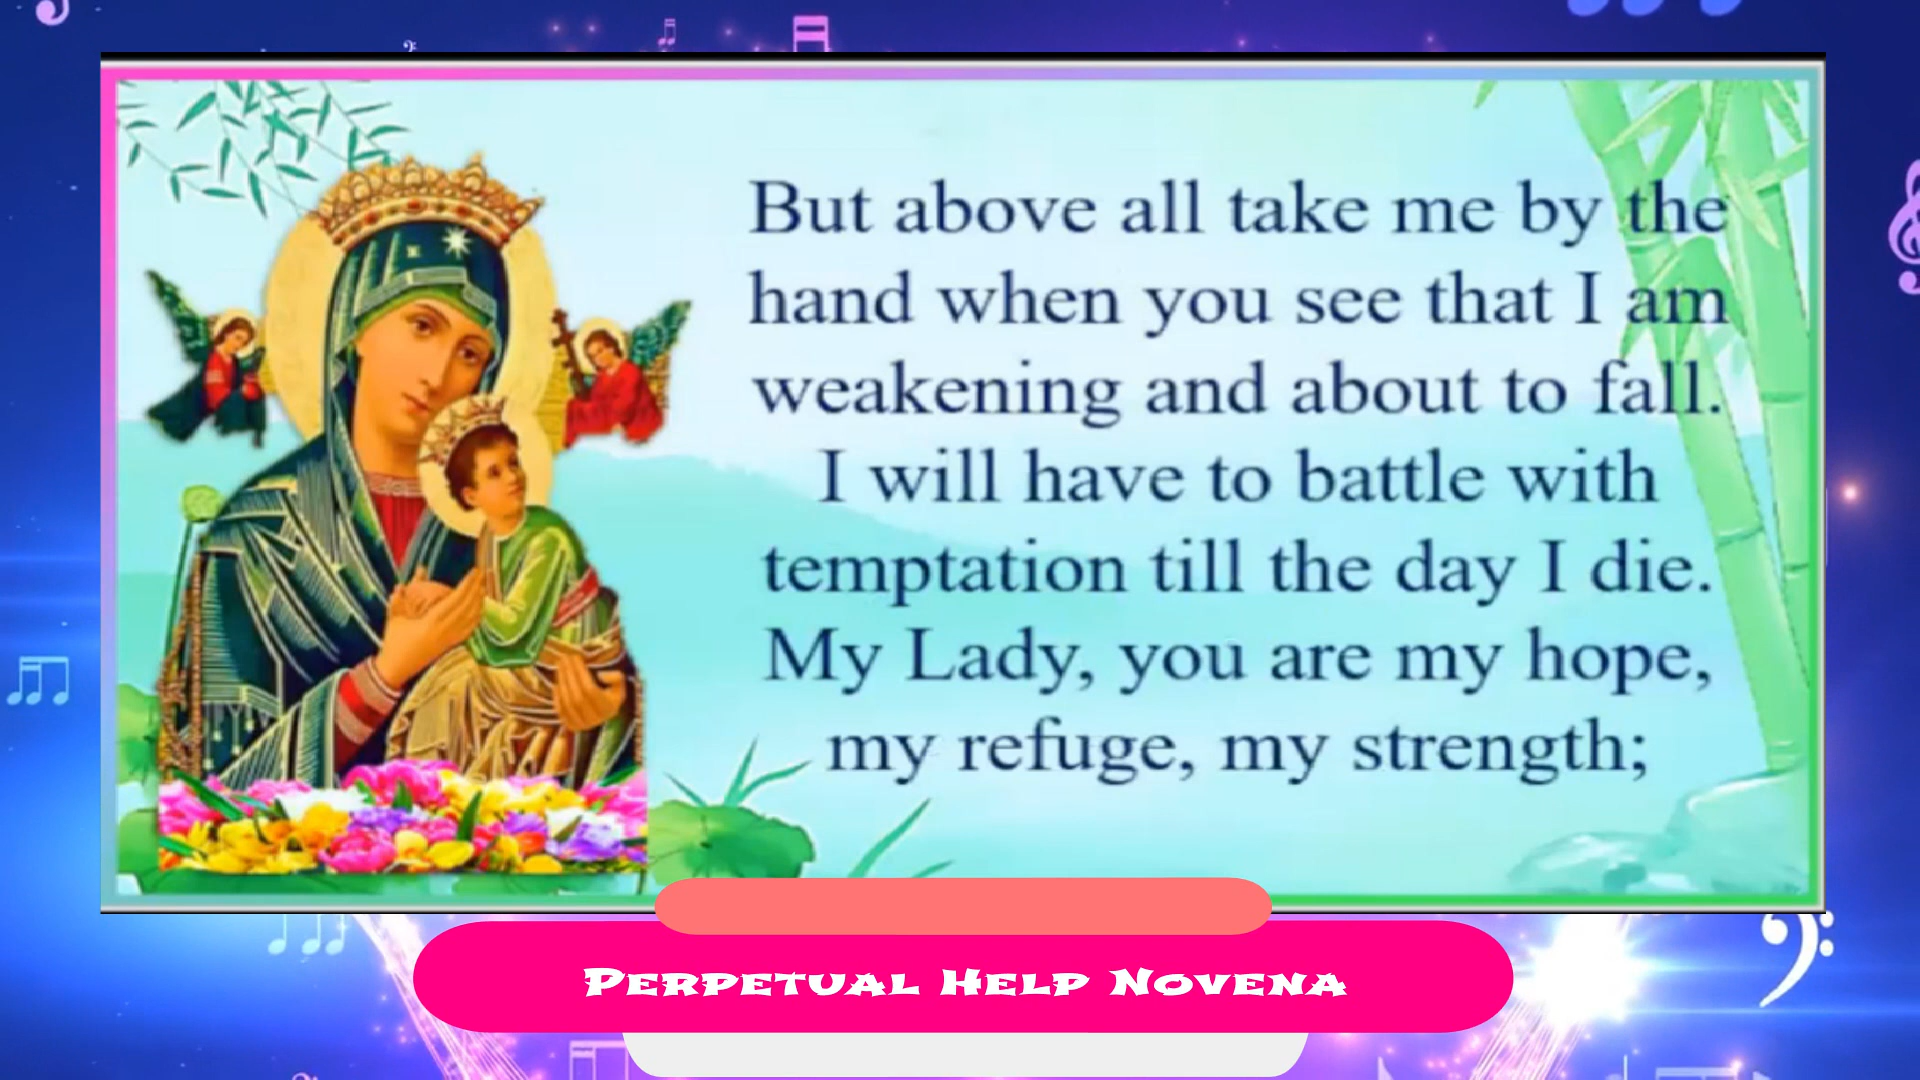 But above all take me by the
hand when you see that I am
weakening and about to fall.
I will have to battle with
temptation till the day I die.
My Lady, you are my hope,
my refuge, my strength;
Perpetual Help Novena